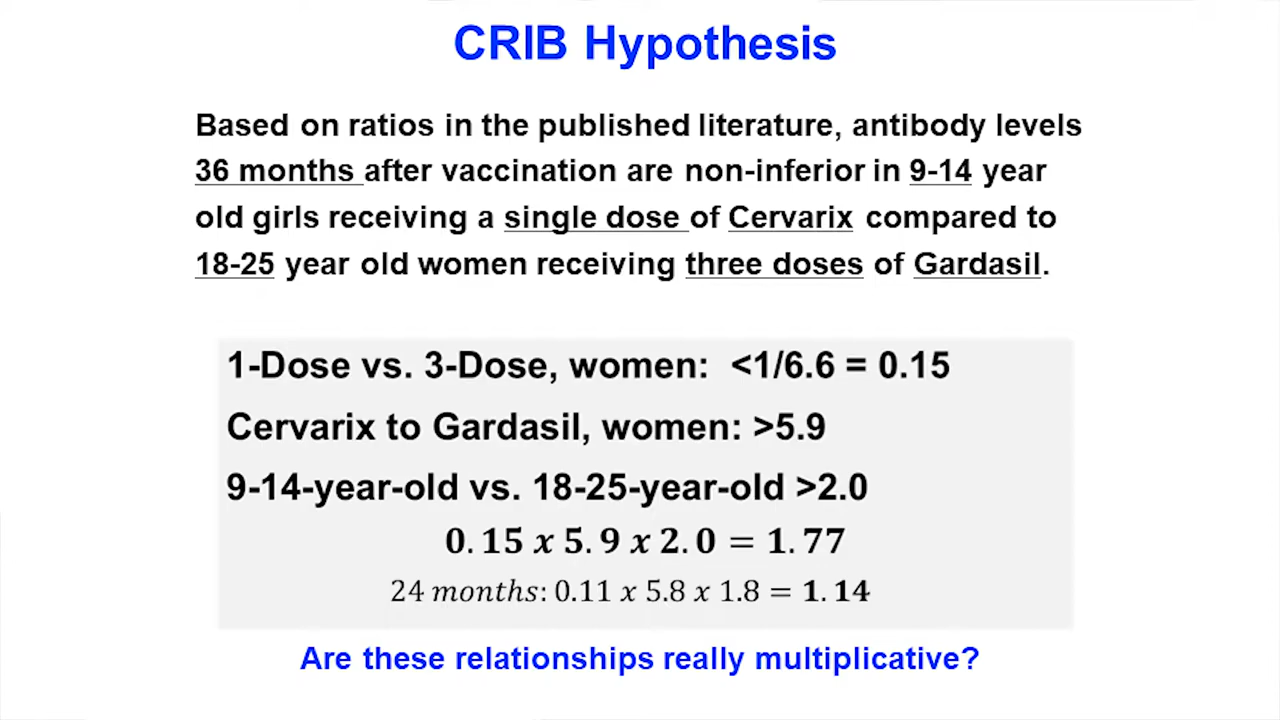 CRIB Hypothesis
Based on ratios in the published literature, antibody levels
36 months after vaccination are non-inferior in 9-14 year
old girls receiving a single dose of Cervarix compared to
18-25 year old women receiving three doses of Gardasil.
1-Dose vs. 3-Dose, women: <1/6.6 = 0.15
Cervarix to Gardasil, women: >5.9
9-14-year-old vs. 18-25-year-old >2.0
0.15 x 5.9 x 2.0 = 1.77
24 months: 0.11 x 5.8 x 1.8 = 1.14
Are these relationships really multiplicative?